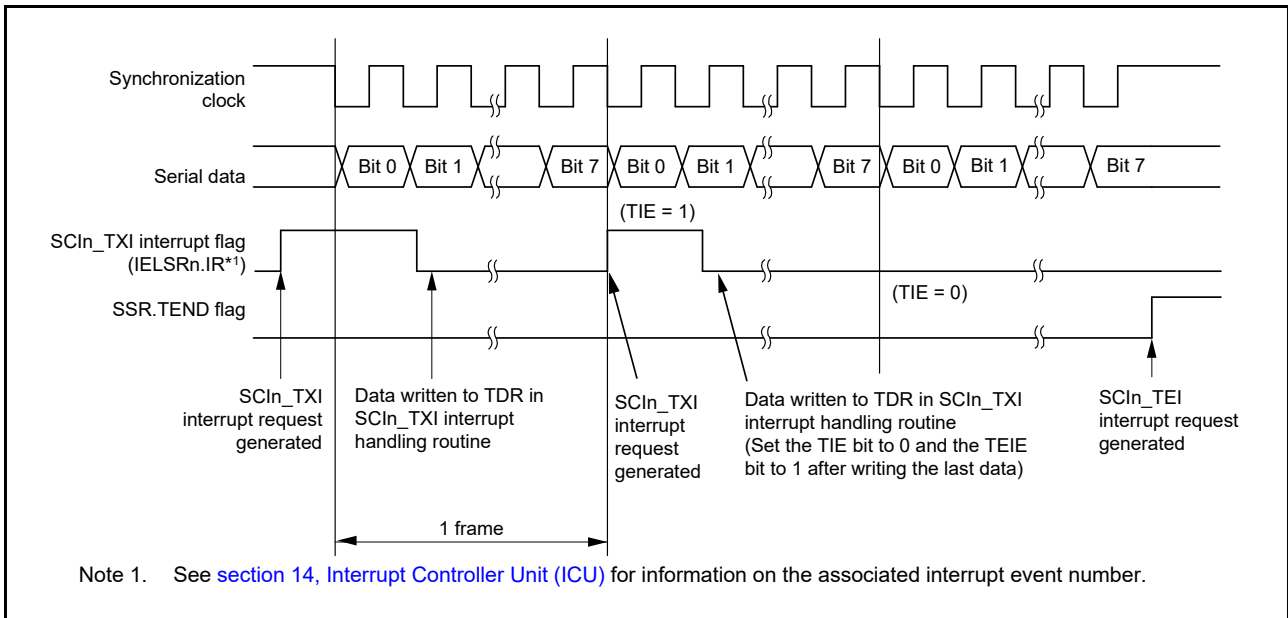 Synchronization
clock
Serial data
Bit 0
Bit 1
Bit 7
Bit 0
Bit 1
Bit 7
Bit 0
Bit 1
Bit 7
(TIE = 1)
SCIn_TXI interrupt flag
(IELSRn.IR*1)
(TIE = 0)
SSR.TEND flag
SCIn_TXI
interrupt request
generated
Data written to TDR in
SCIn_TXI interrupt
handling routine
SCIn_TXI
interrupt
request
generated
Data written to TDR in SCIn_TXI
interrupt handling routine
(Set the TIE bit to 0 and the TEIE
bit to 1 after writing the last data)
SCIn_TEI
interrupt request
generated
1 frame
Note 1. See section 14, Interrupt Controller Unit (ICU) for information on the associated interrupt event number.